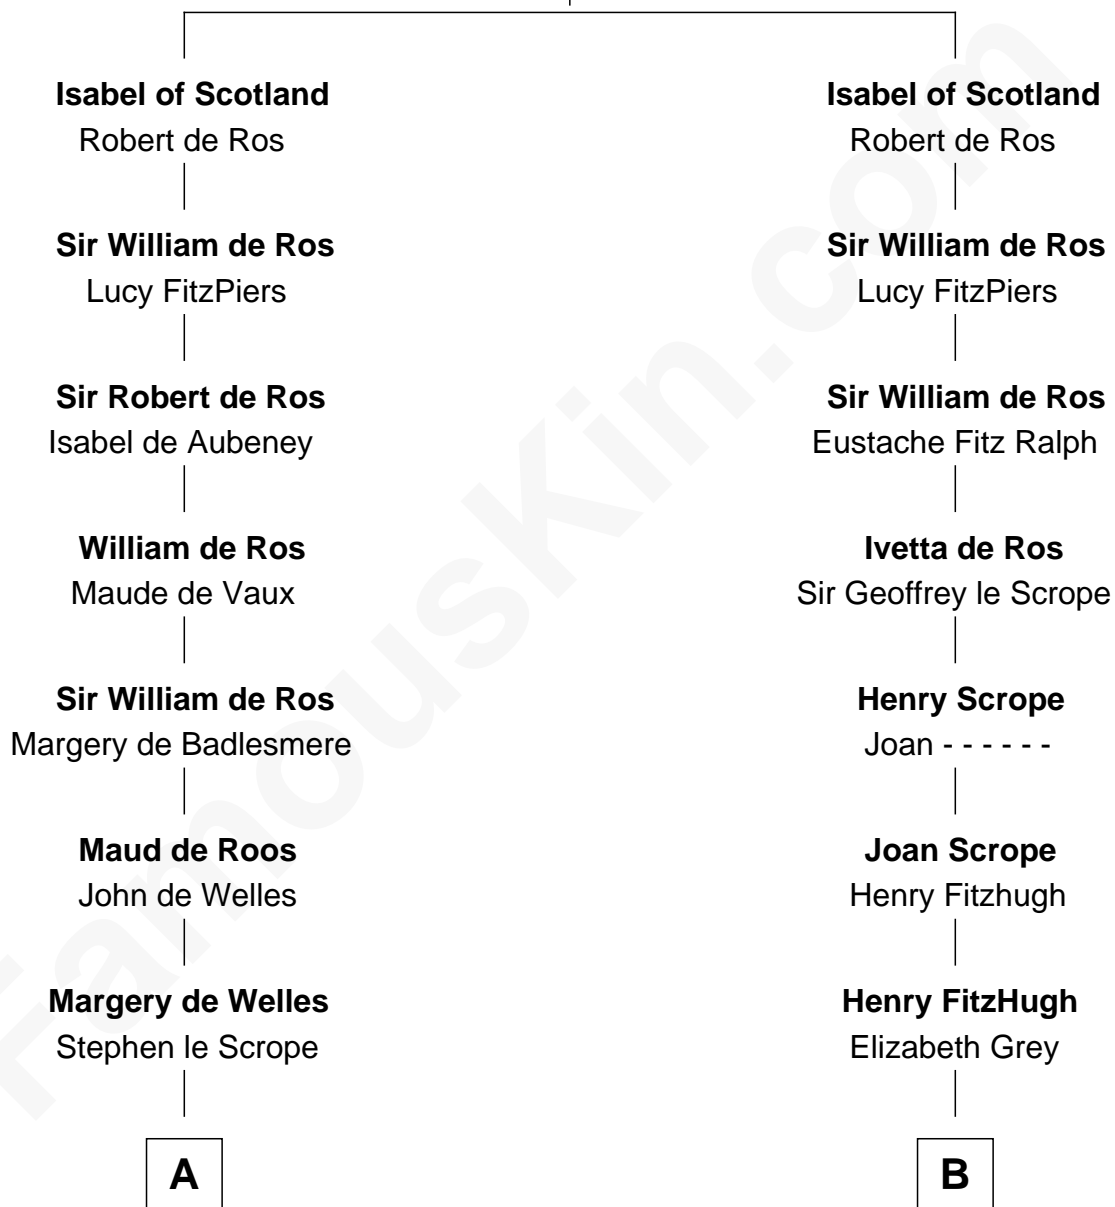 Isabel of Scotland
Robert de Ros
Sir William de Ros
Lucy FitzPiers
Sir Robert de Ros
Isabel de Aubeney
William de Ros
Maude de Vaux
Sir William de Ros
Margery de Badlesmere
Maud de Roos
John de Welles
Margery de Welles
Stephen le Scrope
A
Isabel of Scotland
Robert de Ros
Sir William de Ros
Lucy FitzPiers
Sir William de Ros
Eustache Fitz Ralph
Ivetta de Ros
Sir Geoffrey le Scrope
Henry Scrope
Joan - - - - - -
Joan Scrope
Henry Fitzhugh
Henry FitzHugh
Elizabeth Grey
B
FamousKin.com